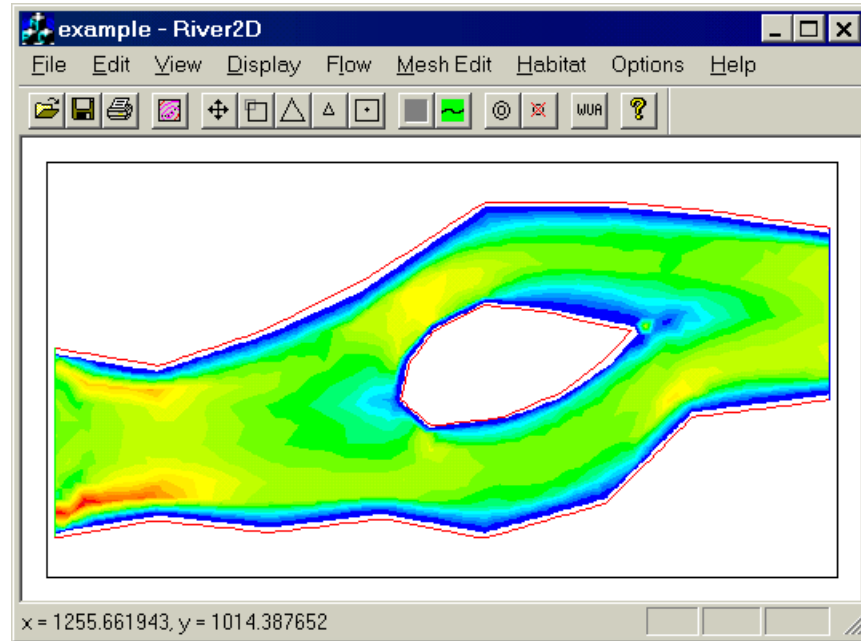 example - River2D
File Edit View Display Flow Mesh Edit Habitat Options Help
WUA ?
x = 1255.661943, y = 1014.387652